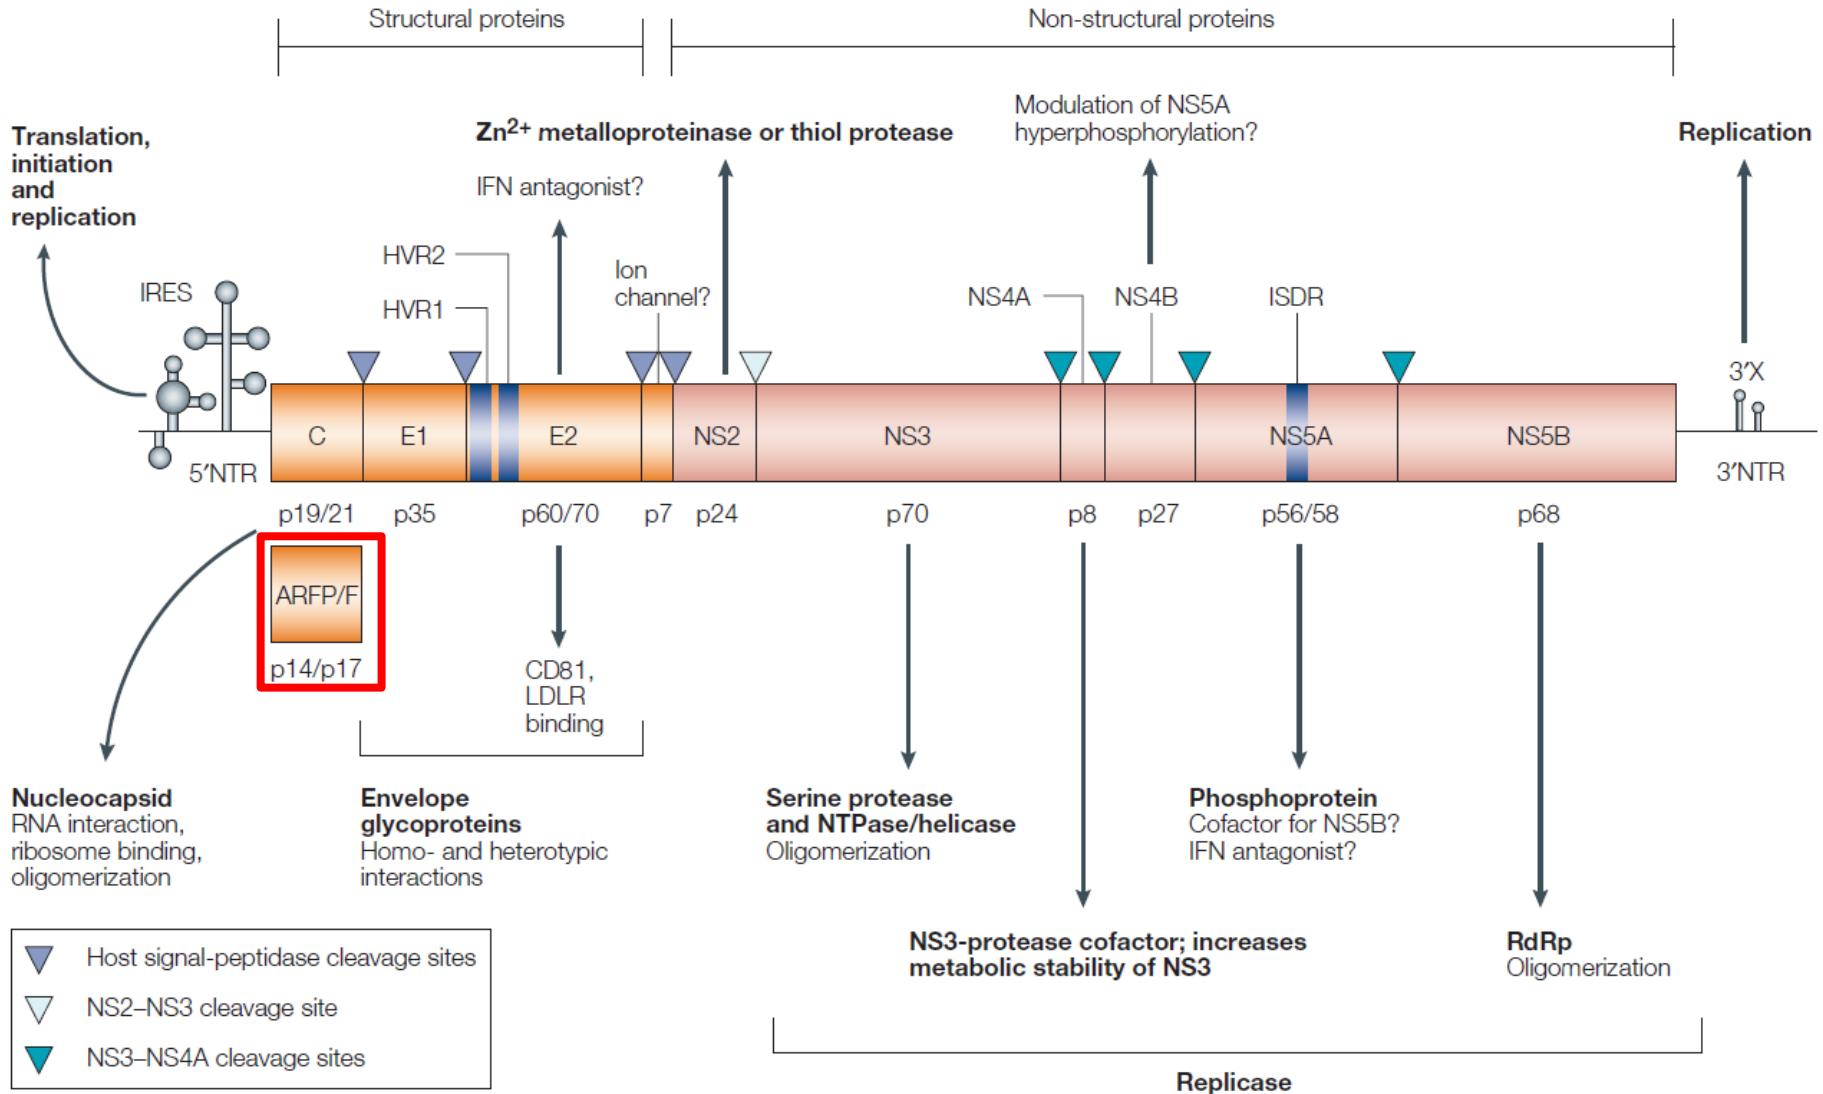 Structural proteins
Non-structural proteins
Translation,
initiation
and
replication
Zn2+ metalloproteinase or thiol protease
Modulation of NS5A
hyperphosphorylation?
Replication
IFN antagonist?
HVR2
HVR1
Ion
channel?
IRES
NS4A
NS4B
ISDR
3′X
C
E1
E2
NS2
NS3
NS5A
NS5B
5′NTR
3′NTR
p19/21
p35
p60/70
p7
p24
p70
p8
p27
p56/58
p68
ARFP/F
p14/p17
CD81,
LDLR
binding
Nucleocapsid
RNA interaction,
ribosome binding,
oligomerization
Envelope
glycoproteins
Homo- and heterotypic
interactions
Serine protease
and NTPase/helicase
Oligomerization
Phosphoprotein
Cofactor for NS5B?
IFN antagonist?
NS3-protease cofactor; increases
metabolic stability of NS3
RdRp
Oligomerization
Host signal-peptidase cleavage sites
NS2–NS3 cleavage site
NS3–NS4A cleavage sites
Replicase